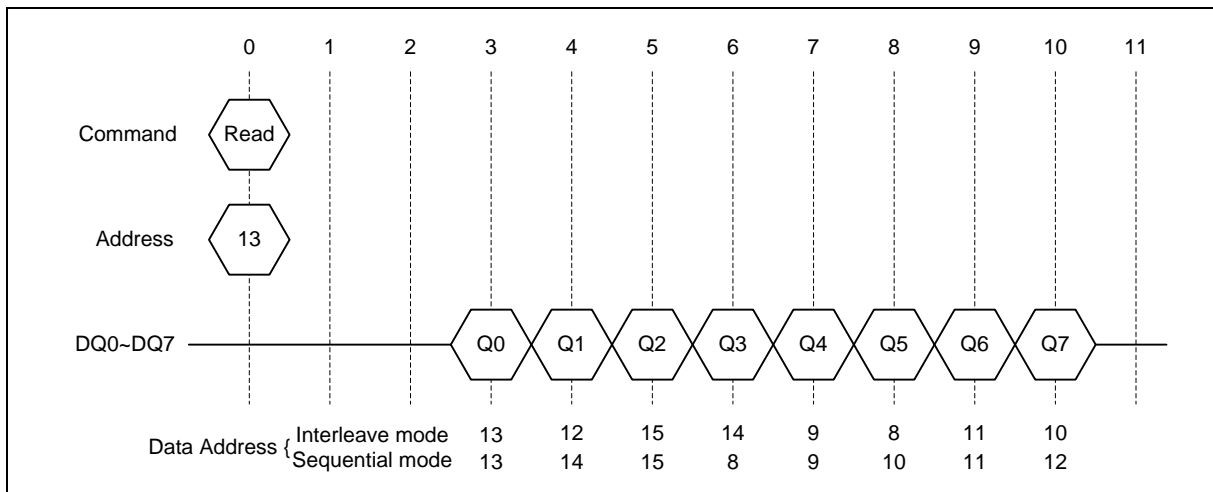 0 1 2 3 4 5 6 7 8 9 10 11
Command Read
Address 13
DQ0~DQ7 Q0 Q1 Q2 Q3 Q4 Q5 Q6 Q7
Data Address { Interleave mode 13 12 15 14 9 8 11 10
Sequential mode 13 14 15 8 9 10 11 12